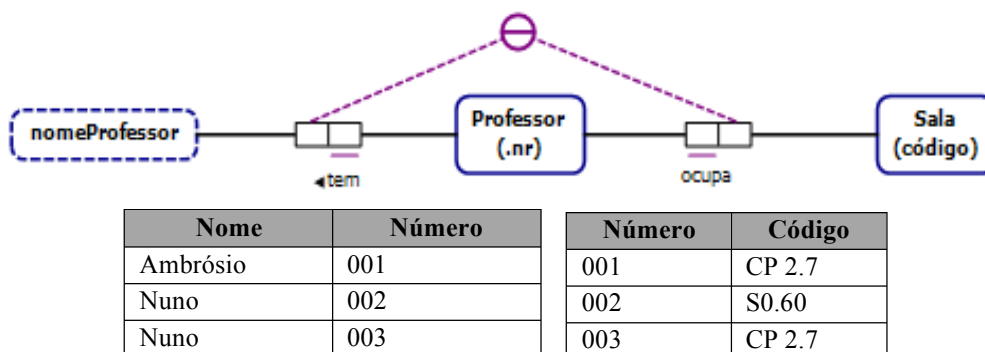 nomeProfessor
Professor
(.nr)
Sala
(código)
◄tem
ocupa
Nome Número
Ambrósio 001
Nuno 002
Nuno 003
Número Código
001 CP 2.7
002 S0.60
003 CP 2.7